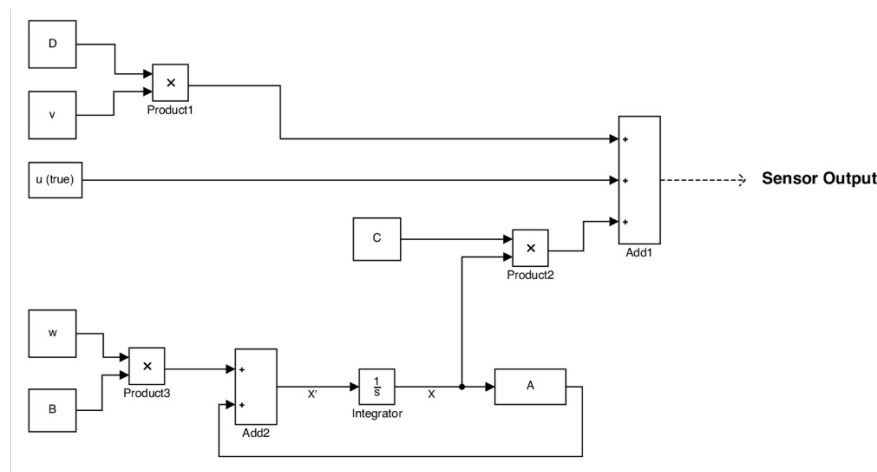 D
×
Product1
v
+
u (true)
+
Sensor Output
+
C
×
Product2
Add1
w
×
Product3
B
+
+
Add2
X'
1
s
Integrator
X
A